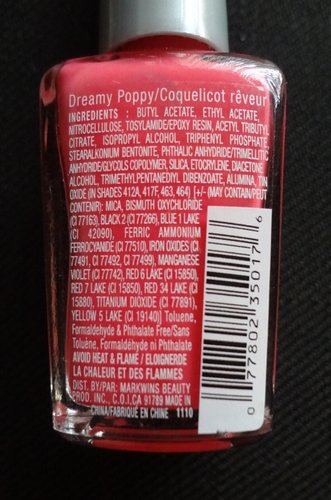 Dreamy Poppy/Coquelicot rêveur
INGREDIENTS : BUTYL ACETATE, ETHYL ACETATE,
NITROCELLULOSE, TOSYLAMIDE/EPOXY RESIN, ACETYL TRIBUTYL
CITRATE, ISOPROPYL ALCOHOL, TRIPHENYL PHOSPHATE,
STEARALKONIUM BENTONITE, PHTHALIC ANHYDRIDE/TRIMELLITIC
ANHYDRIDE/GLYCOLS COPOLYMER, SILICA, ETOCRYLENE, DIACETONE
ALCOHOL, TRIMETHYLPENTANEDIYL DIBENZOATE, ALUMINA, TIN
OXIDE (IN SHADES 412A, 417F, 463, 464) [+/- (MAY CONTAIN/PEUT
CONTENIR): MICA, BISMUTH OXYCHLORIDE
(CI 77163), BLACK 2 (CI 77266), BLUE 1 LAKE
(CI 42090), FERRIC AMMONIUM
FERROCYANIDE (CI 77510), IRON OXIDES (CI
77491, CI 77492, CI 77499), MANGANESE
VIOLET (CI 77742), RED 6 LAKE (CI 15850),
RED 7 LAKE (CI 15850), RED 34 LAKE (CI
15880), TITANIUM DIOXIDE (CI 77891),
YELLOW 5 LAKE (CI 19140)] Toluene,
Formaldehyde & Phthalate Free/Sans
Toluène, Formaldehyde ni Phthalate
AVOID HEAT & FLAME / ELOIGNERDE
LA CHALEUR ET DES FLAMMES
DIST. BY/PAR: MARKWINS BEAUTY
PROD. INC., C.O.I.CA 91789 MADE IN
CHINA/FABRIQUÉ EN CHINE 1110
0 77802 35017 6